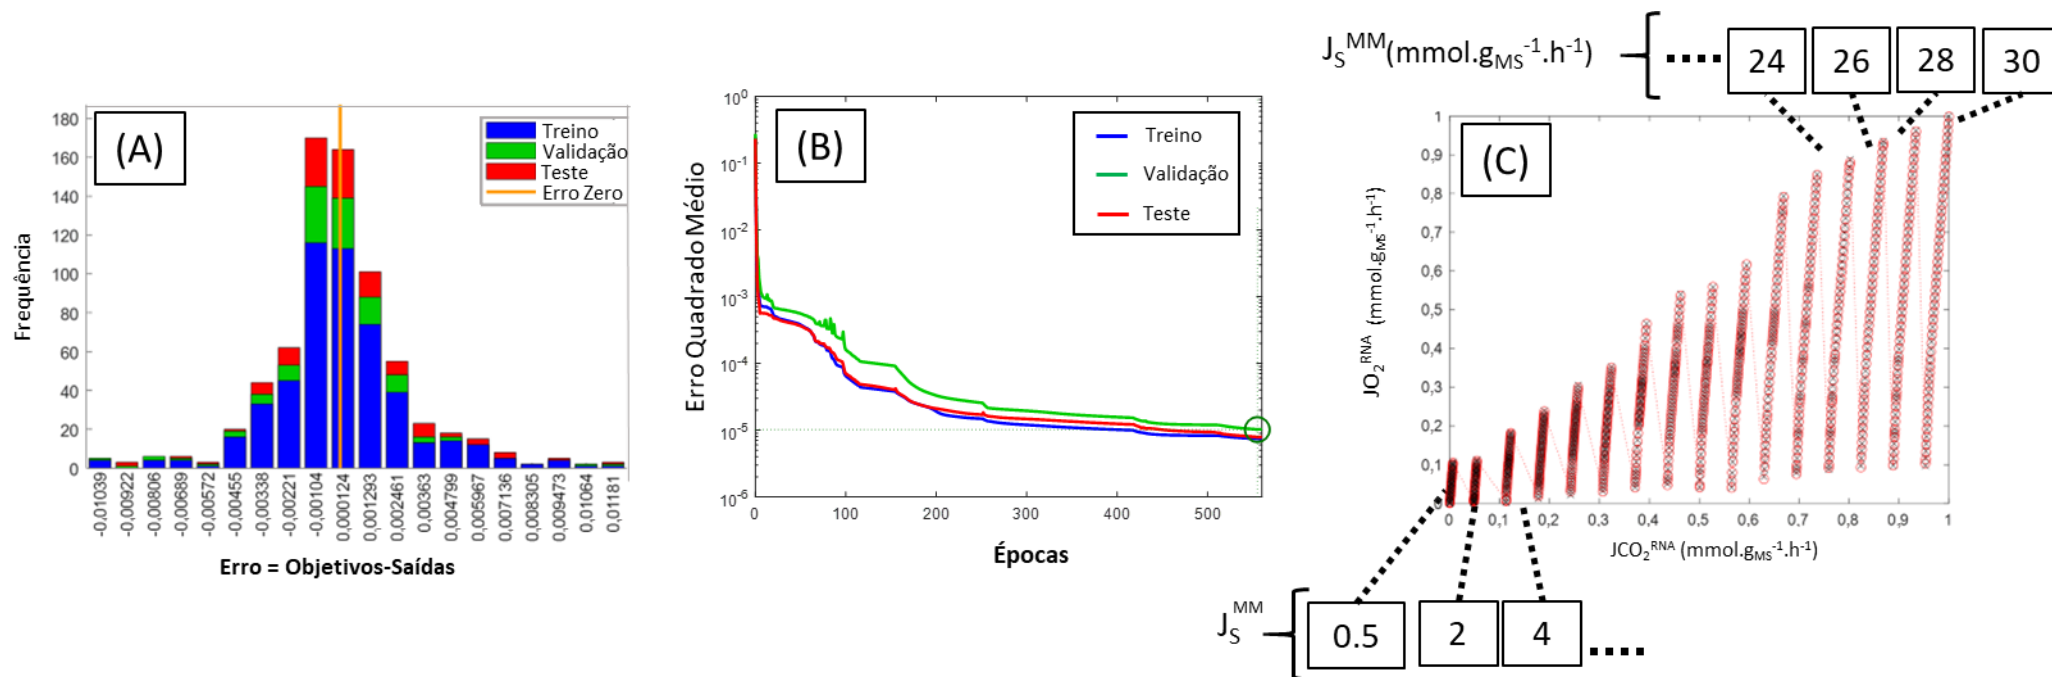 (A)
Treino
Validação
Teste
Erro Zero
Frequência
180
160
140
120
100
80
60
40
20
0
-0,01039
-0,00922
-0,00806
-0,00689
-0,00572
-0,00455
-0,00338
-0,00221
-0,00104
0,000124
0,001293
0,002461
0,00363
0,004799
0,005967
0,007136
0,008305
0,009473
0,01064
0,01181
Erro = Objetivos-Saídas
(B)
Treino
Validação
Teste
Erro Quadrado Médio
10⁰
10⁻¹
10⁻²
10⁻³
10⁻⁴
10⁻⁵
10⁻⁶
0 100 200 300 400 500
Épocas
J_S^MM(mmol.g_MS⁻¹.h⁻¹)
24 26 28 30
(C)
JO₂^RNA (mmol.g_MS⁻¹.h⁻¹)
1
0,9
0,8
0,7
0,6
0,5
0,4
0,3
0,2
0,1
0
0 0,1 0,2 0,3 0,4 0,5 0,6 0,7 0,8 0,9 1
JCO₂^RNA (mmol.g_MS⁻¹.h⁻¹)
J_S^MM
0.5 2 4